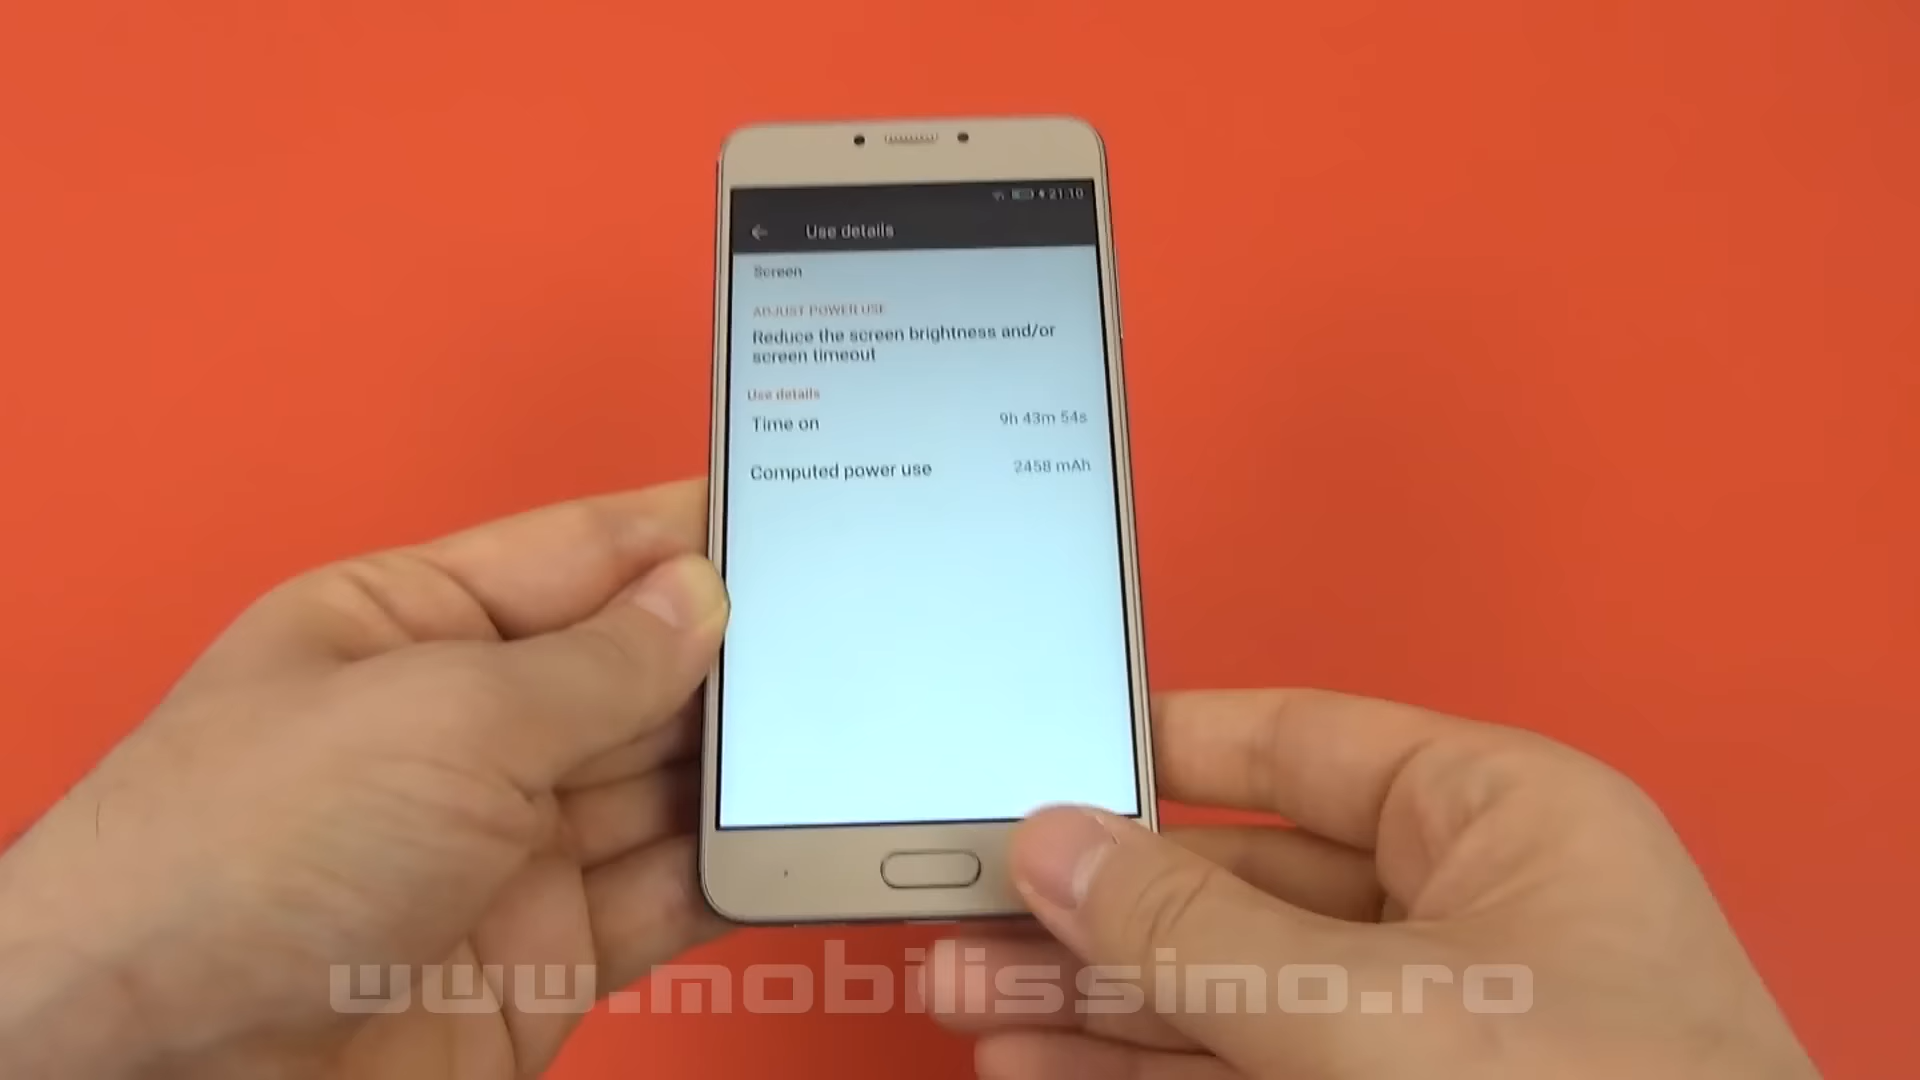 21:10
Use details
Screen
ADJUST POWER USE
Reduce the screen brightness and/or
screen timeout
Use details
Time on 9h 43m 54s
Computed power use 2458 mAh
www.mobilissimo.ro